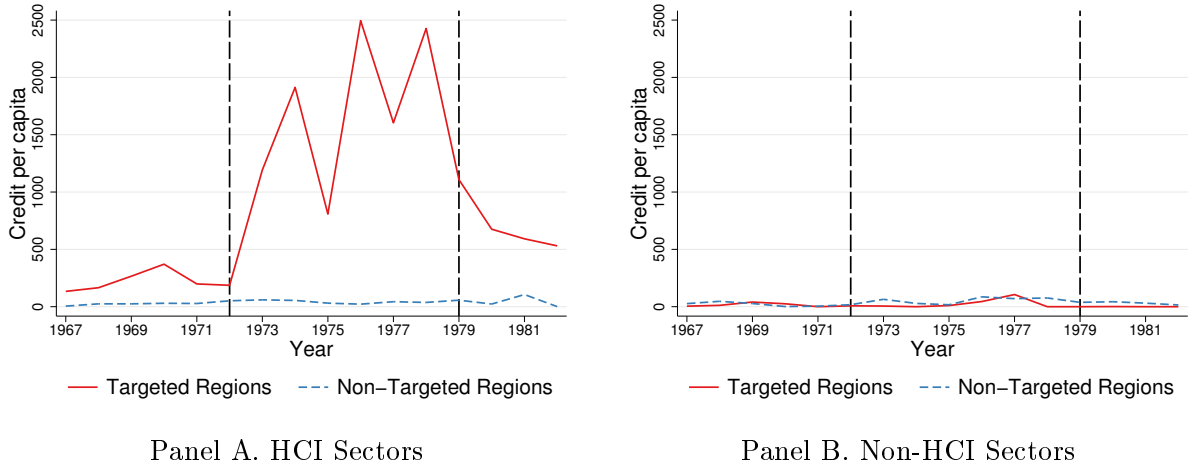 Credit per capita
2500
2000
1500
1000
500
0
1967 1969 1971 1973 1975 1977 1979 1981
Year
Targeted Regions Non−Targeted Regions
Panel A. HCI Sectors
Credit per capita
2500
2000
1500
1000
500
0
1967 1969 1971 1973 1975 1977 1979 1981
Year
Targeted Regions Non−Targeted Regions
Panel B. Non-HCI Sectors